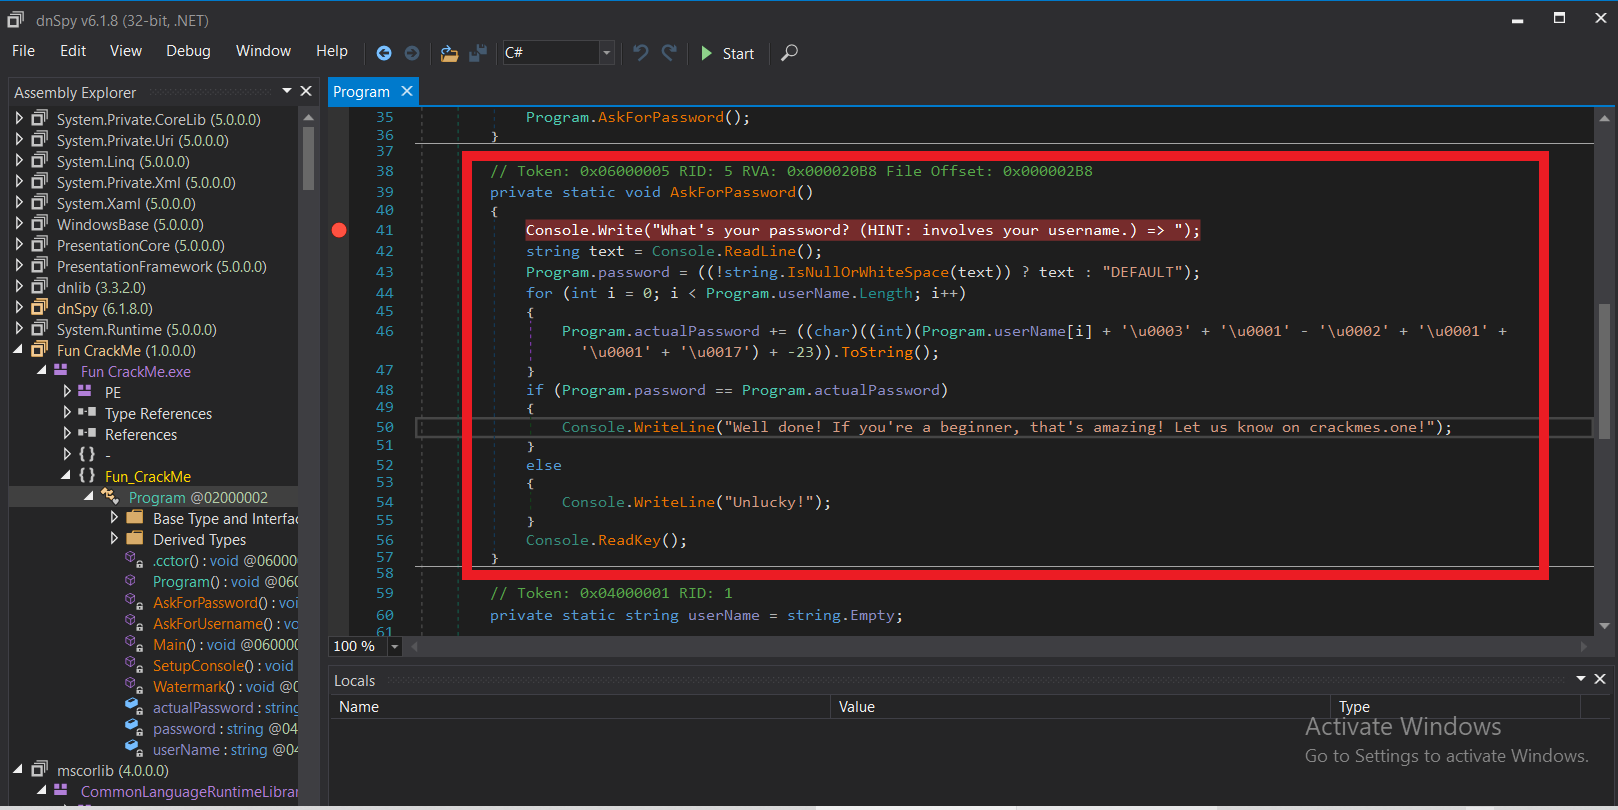 dnSpy v6.1.8 (32-bit, .NET)
File Edit View Debug Window Help C# Start
Assembly Explorer
System.Private.CoreLib (5.0.0.0)
System.Private.Uri (5.0.0.0)
System.Linq (5.0.0.0)
System.Private.Xml (5.0.0.0)
System.Xaml (5.0.0.0)
WindowsBase (5.0.0.0)
PresentationCore (5.0.0.0)
PresentationFramework (5.0.0.0)
dnlib (3.3.2.0)
dnSpy (6.1.8.0)
System.Runtime (5.0.0.0)
Fun CrackMe (1.0.0.0)
Fun CrackMe.exe
PE
Type References
References
{ } -
{ } Fun_CrackMe
Program @02000002
Base Type and Interfac
Derived Types
.cctor() : void @060000
Program() : void @060
AskForPassword() : voi
AskForUsername() : vo
Main() : void @060000
SetupConsole() : void
Watermark() : void @0
actualPassword : string
password : string @04
userName : string @04
mscorlib (4.0.0.0)
CommonLanguageRuntimeLibrar
Program
35 Program.AskForPassword();
36 }
37
38 // Token: 0x06000005 RID: 5 RVA: 0x000020B8 File Offset: 0x000002B8
39 private static void AskForPassword()
40 {
41 Console.Write("What's your password? (HINT: involves your username.) => ");
42 string text = Console.ReadLine();
43 Program.password = ((!string.IsNullOrWhiteSpace(text)) ? text : "DEFAULT");
44 for (int i = 0; i < Program.userName.Length; i++)
45 {
46 Program.actualPassword += ((char)((int)(Program.userName[i] + '\u0003' + '\u0001' - '\u0002' + '\u0001' +
'\u0001' + '\u0017') + -23)).ToString();
47 }
48 if (Program.password == Program.actualPassword)
49 {
50 Console.WriteLine("Well done! If you're a beginner, that's amazing! Let us know on crackmes.one!");
51 }
52 else
53 {
54 Console.WriteLine("Unlucky!");
55 }
56 Console.ReadKey();
57 }
58
59 // Token: 0x04000001 RID: 1
60 private static string userName = string.Empty;
61
100 %
Locals
Name Value Type
Activate Windows
Go to Settings to activate Windows.